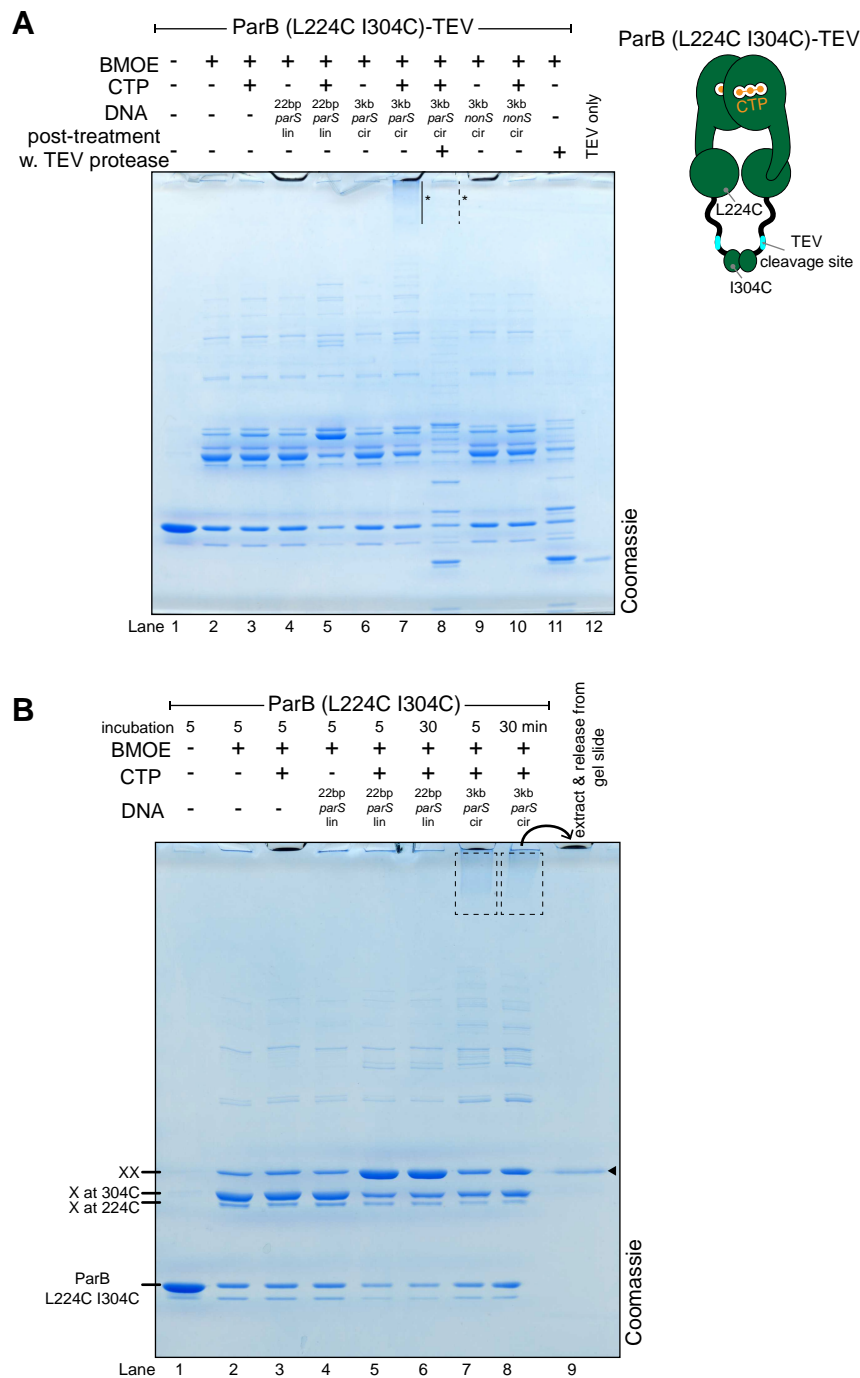 A
ParB (L224C I304C)-TEV
BMOE - + + + + + + + + + +
CTP - - + - + - + + - + -
DNA - - - 22bp parS lin 22bp parS lin 3kb parS cir 3kb parS cir 3kb parS cir 3kb nonS cir 3kb nonS cir -
post-treatment
w. TEV protease - - - - - - - + - - +
TEV only
* *
Coomassie
Lane 1 2 3 4 5 6 7 8 9 10 11 12
ParB (L224C I304C)-TEV
CTP
L224C
TEV
cleavage site
I304C
B
ParB (L224C I304C)
incubation 5 5 5 5 5 30 5 30 min
BMOE - + + + + + + +
CTP - - + - + + + +
DNA - - - 22bp parS lin 22bp parS lin 22bp parS lin 3kb parS cir 3kb parS cir
extract & release from
gel slide
XX
X at 304C
X at 224C
ParB
L224C I304C
Coomassie
Lane 1 2 3 4 5 6 7 8 9